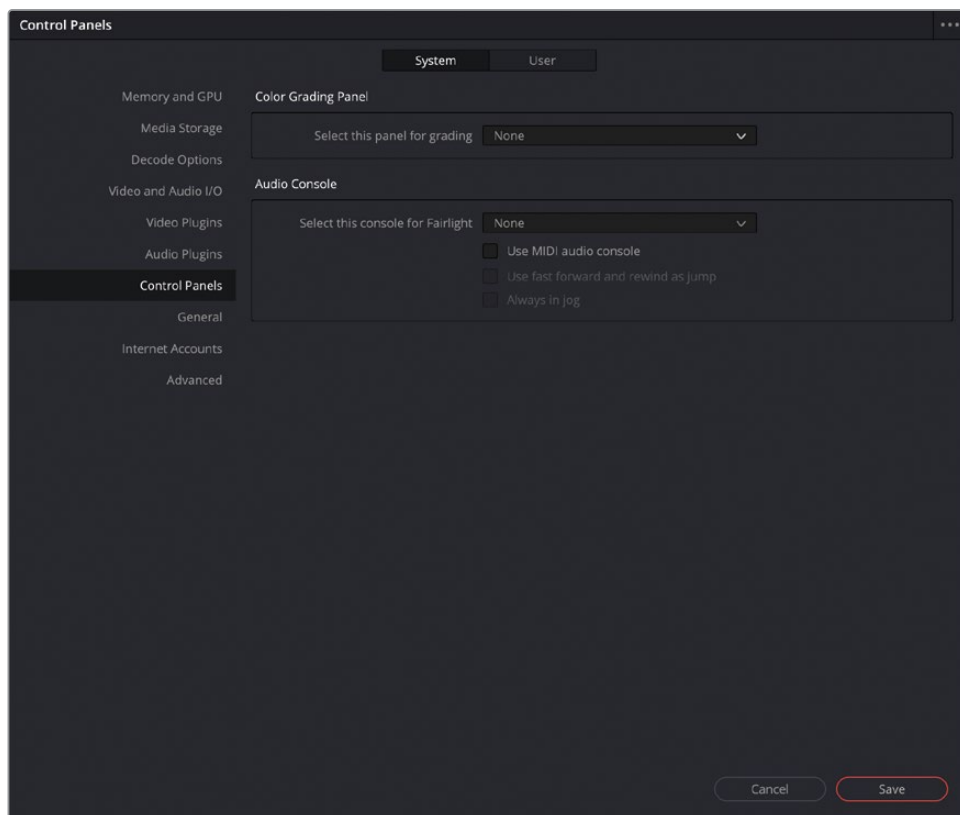 Control Panels
System
User
Memory and GPU
Media Storage
Decode Options
Video and Audio I/O
Video Plugins
Audio Plugins
Control Panels
General
Internet Accounts
Advanced
Color Grading Panel
Select this panel for grading None
Audio Console
Select this console for Fairlight None
Use MIDI audio console
Use fast forward and rewind as jump
Always in jog
Cancel
Save